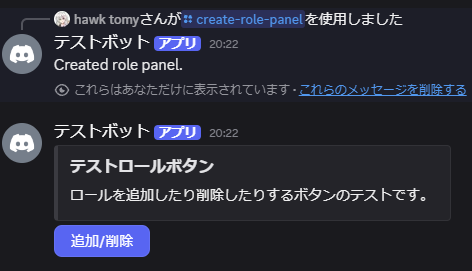 hawk tomyさんが create-role-panel を使用しました
テストボット アプリ 20:22
Created role panel.
これらはあなただけに表示されています・これらのメッセージを削除する
テストボット アプリ 20:22
テストロールボタン
ロールを追加したり削除したりするボタンのテストです。
追加/削除